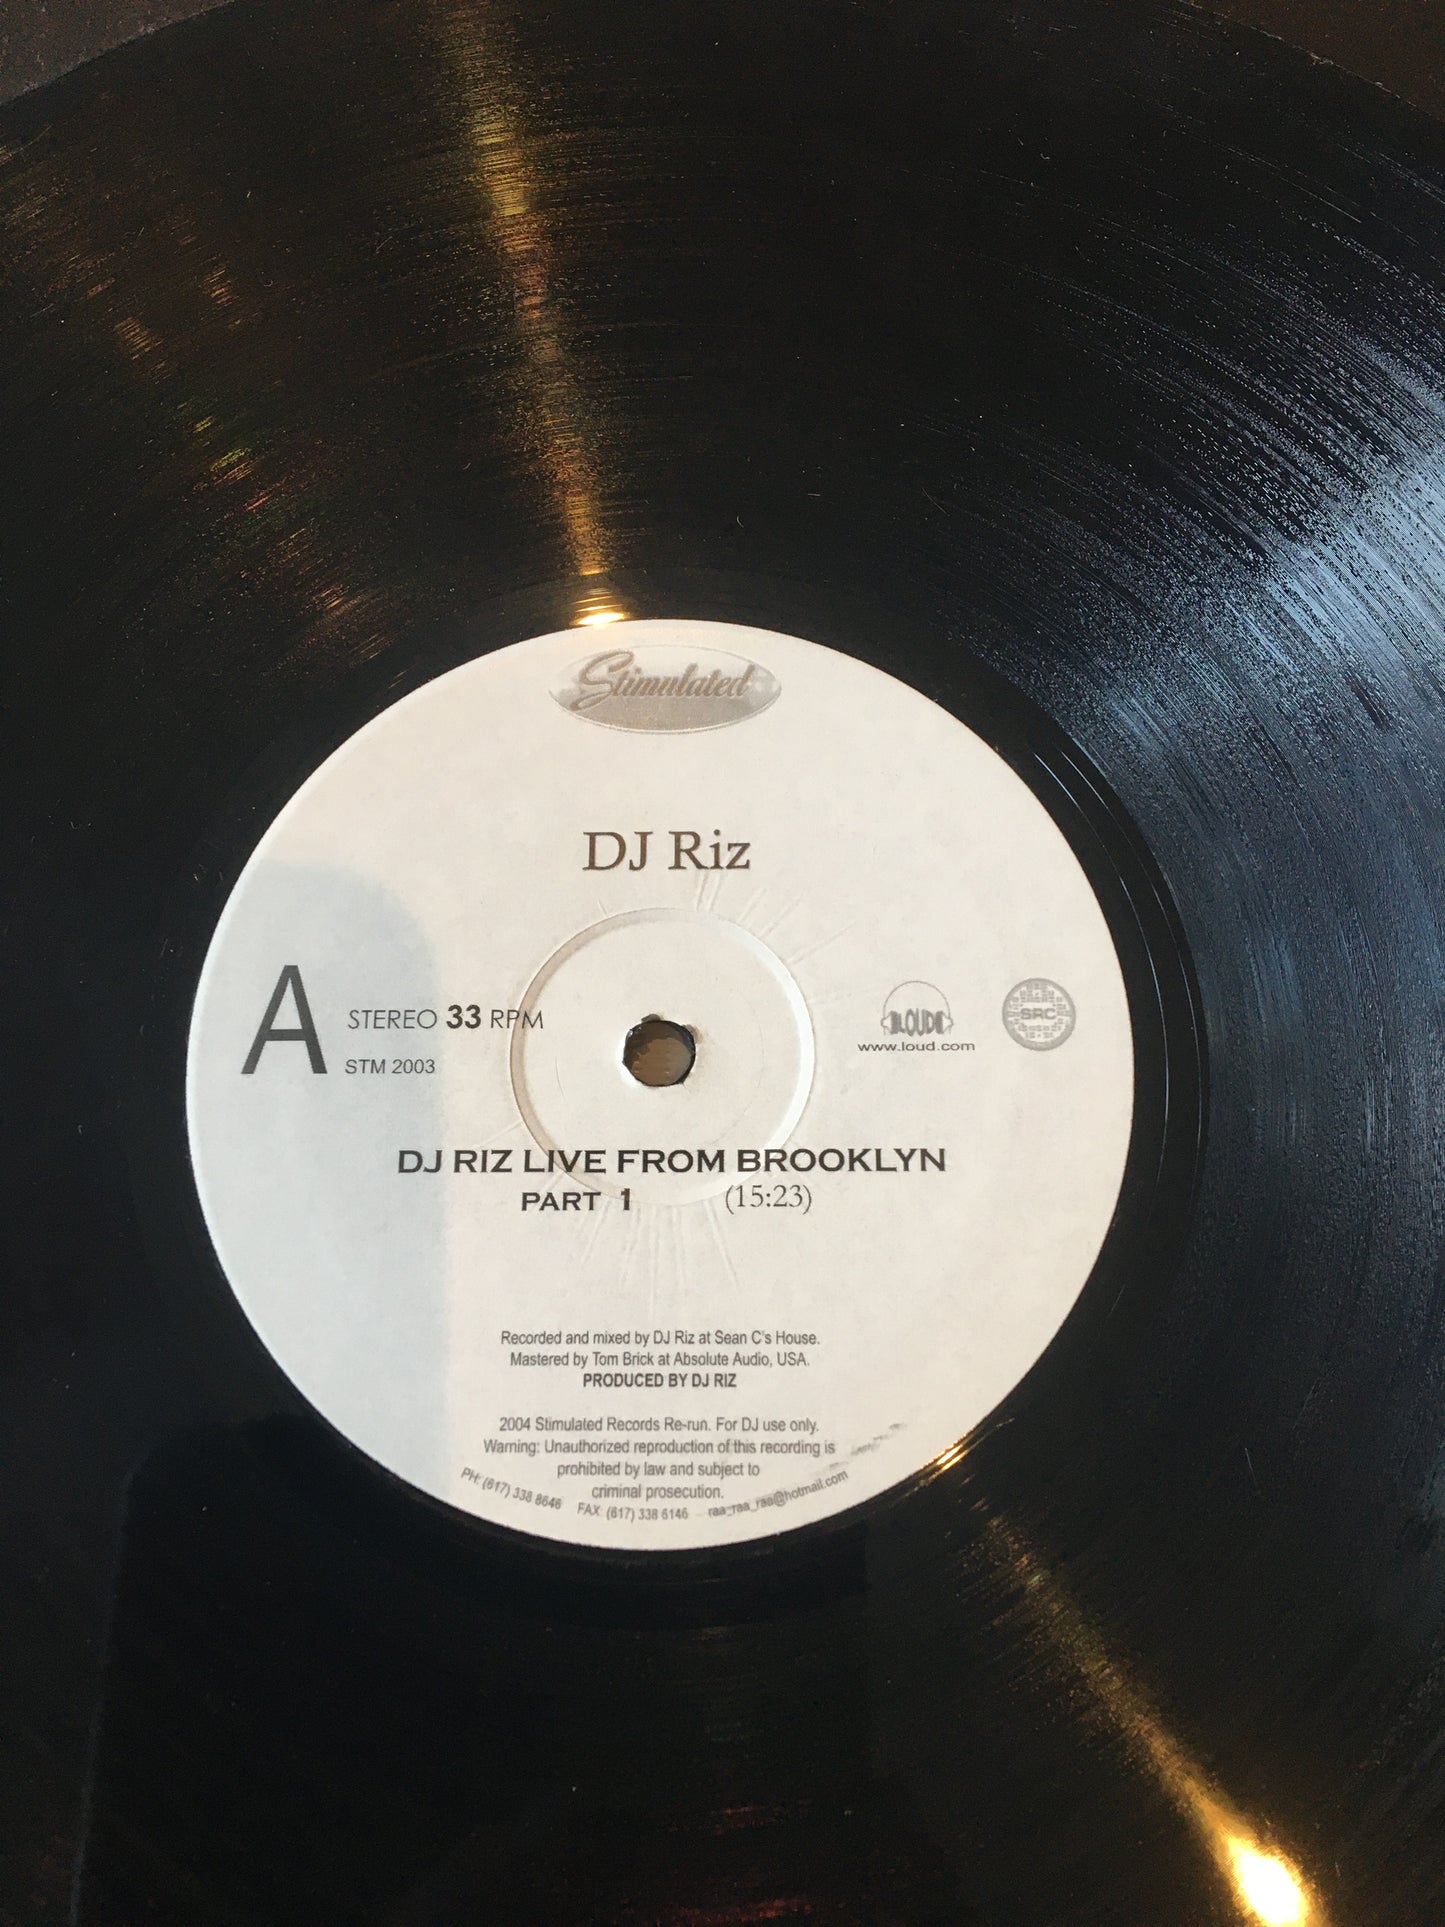 Stimulated
DJ Riz
A
STEREO 33 RPM
STM 2003
LOUD
www.loud.com
SRC
DJ RIZ LIVE FROM BROOKLYN
PART 1 (15:23)
Recorded and mixed by DJ Riz at Sean C's House.
Mastered by Tom Brick at Absolute Audio, USA.
PRODUCED BY DJ RIZ
2004 Stimulated Records Re-run. For DJ use only.
Warning: Unauthorized reproduction of this recording is
prohibited by law and subject to
criminal prosecution.
PH: (617) 338 8646 FAX: (617) 338 6146 raa_raa_raa@hotmail.com